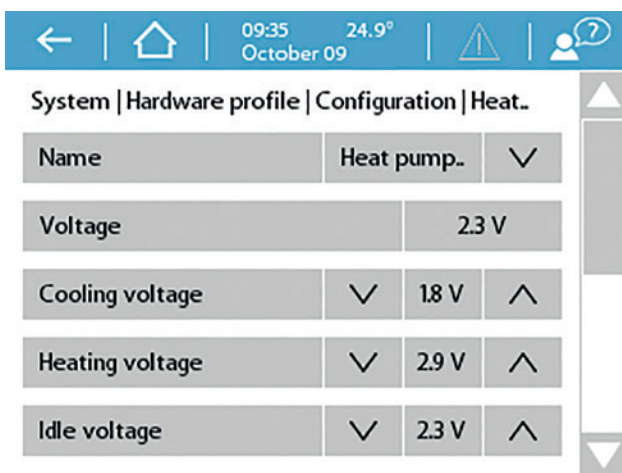 09:35 24.9°
October 09
?
System | Hardware profile | Configuration | Heat..
Name Heat pump..
Voltage 2.3 V
Cooling voltage 1.8 V
Heating voltage 2.9 V
Idle voltage 2.3 V